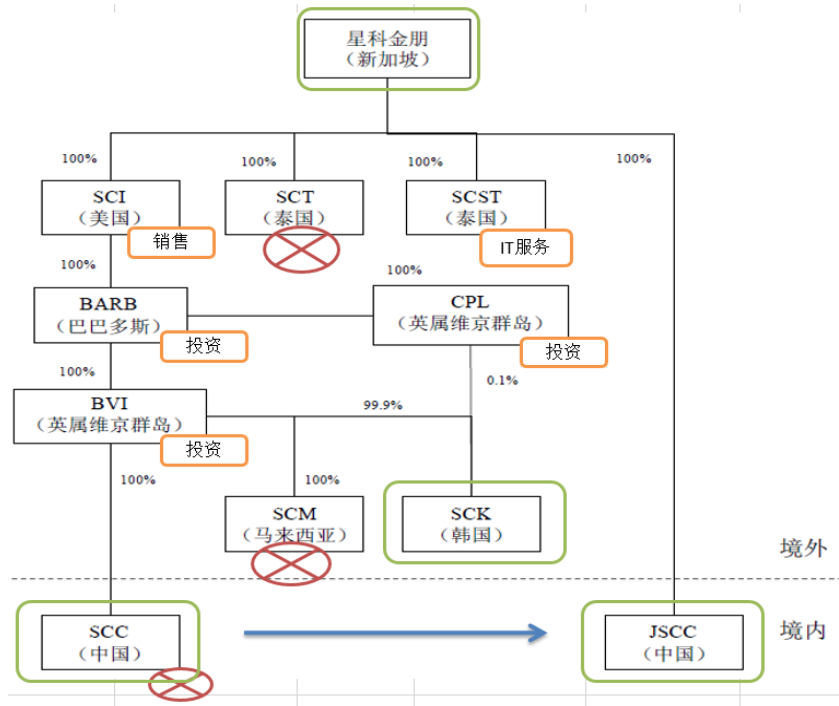 星科金朋
（新加坡）
100%
100%
100%
100%
SCI
（美国）
销售
SCT
（泰国）
SCST
（泰国）
IT服务
100%
100%
BARB
（巴巴多斯）
投资
CPL
（英属维京群岛）
投资
100%
0.1%
BVI
（英属维京群岛）
投资
99.9%
100%
100%
SCM
（马来西亚）
SCK
（韩国）
境外
SCC
（中国）
JSCC
（中国）
境内